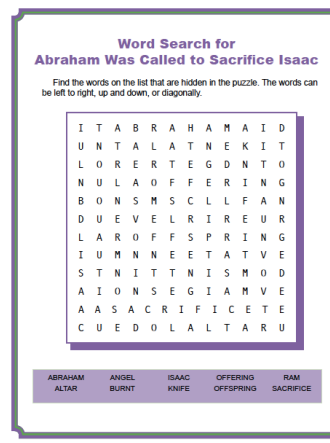 Word Search for
Abraham Was Called to Sacrifice Isaac
Find the words on the list that are hidden in the puzzle. The words can
be left to right, up and down, or diagonally.
I T A B R A H A M A I D
U N T A L A T N E K I T
L O R E R T E G D N T O
N U L A O F F E R I N G
B O N S M S C L L F A N
D U E V E L R I R E U R
L A R O F F S P R I N G
I U M N N E E T A T V E
S T N I T T N I S M O D
A I O N S E G I A M V E
A A S A C R I F I C E T E
C U E D O L A L T A R U
ABRAHAM ANGEL ISAAC OFFERING RAM
ALTAR BURNT KNIFE OFFSPRING SACRIFICE